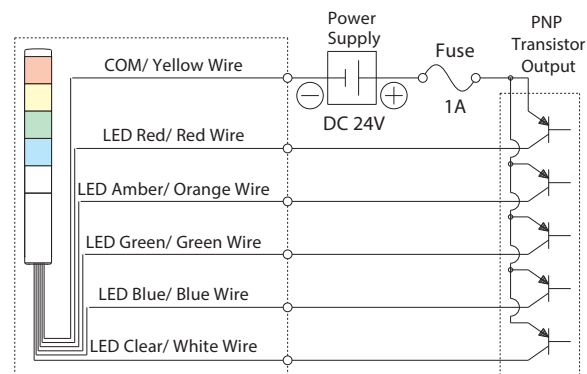 Power
Supply
Fuse
PNP
Transistor
Output
COM/ Yellow Wire
− +
DC 24V
1A
LED Red/ Red Wire
LED Amber/ Orange Wire
LED Green/ Green Wire
LED Blue/ Blue Wire
LED Clear/ White Wire